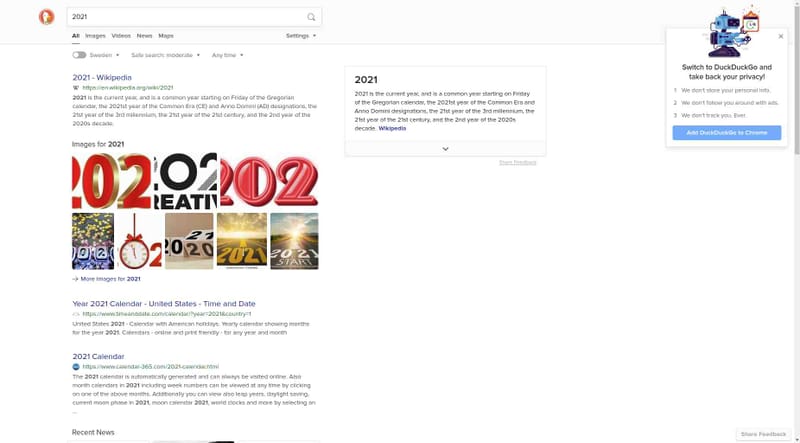 2021
All Images Videos News Maps Settings
Sweden Safe search: moderate Any time
2021 - Wikipedia
https://en.wikipedia.org/wiki/2021
2021 is the current year, and is a common year starting on Friday of the Gregorian
calendar, the 2021st year of the Common Era (CE) and Anno Domini (AD) designations, the
21st year of the 3rd millennium, the 21st year of the 21st century, and the 2nd year of the
2020s decade.
Images for 2021
202
202
REATIV
202
2021
2021
START
More Images for 2021
Year 2021 Calendar - United States - Time and Date
https://www.timeanddate.com/calendar/?year=2021&country=1
United States 2021 - Calendar with American holidays. Yearly calendar showing months
for the year 2021. Calendars - online and print friendly - for any year and month
2021 Calendar
https://www.calendar-365.com/2021-calendar.html
The 2021 calendar is automatically generated and can always be visited online. Also
month calendars in 2021 including week numbers can be viewed at any time by clicking
on one of the above months. Additionally you can view also leap years, daylight saving,
current moon phase in 2021, moon calendar 2021, world clocks and more by selecting an
...
Recent News
2021
2021 is the current year, and is a common year starting on Friday of
the Gregorian calendar, the 2021st year of the Common Era and
Anno Domini designations, the 21st year of the 3rd millennium, the
21st year of the 21st century, and the 2nd year of the 2020s
decade. Wikipedia
Share Feedback
Switch to DuckDuckGo and
take back your privacy!
1 We don't store your personal info.
2 We don't follow you around with ads.
3 We don't track you. Ever.
Add DuckDuckGo to Chrome
Share Feedback